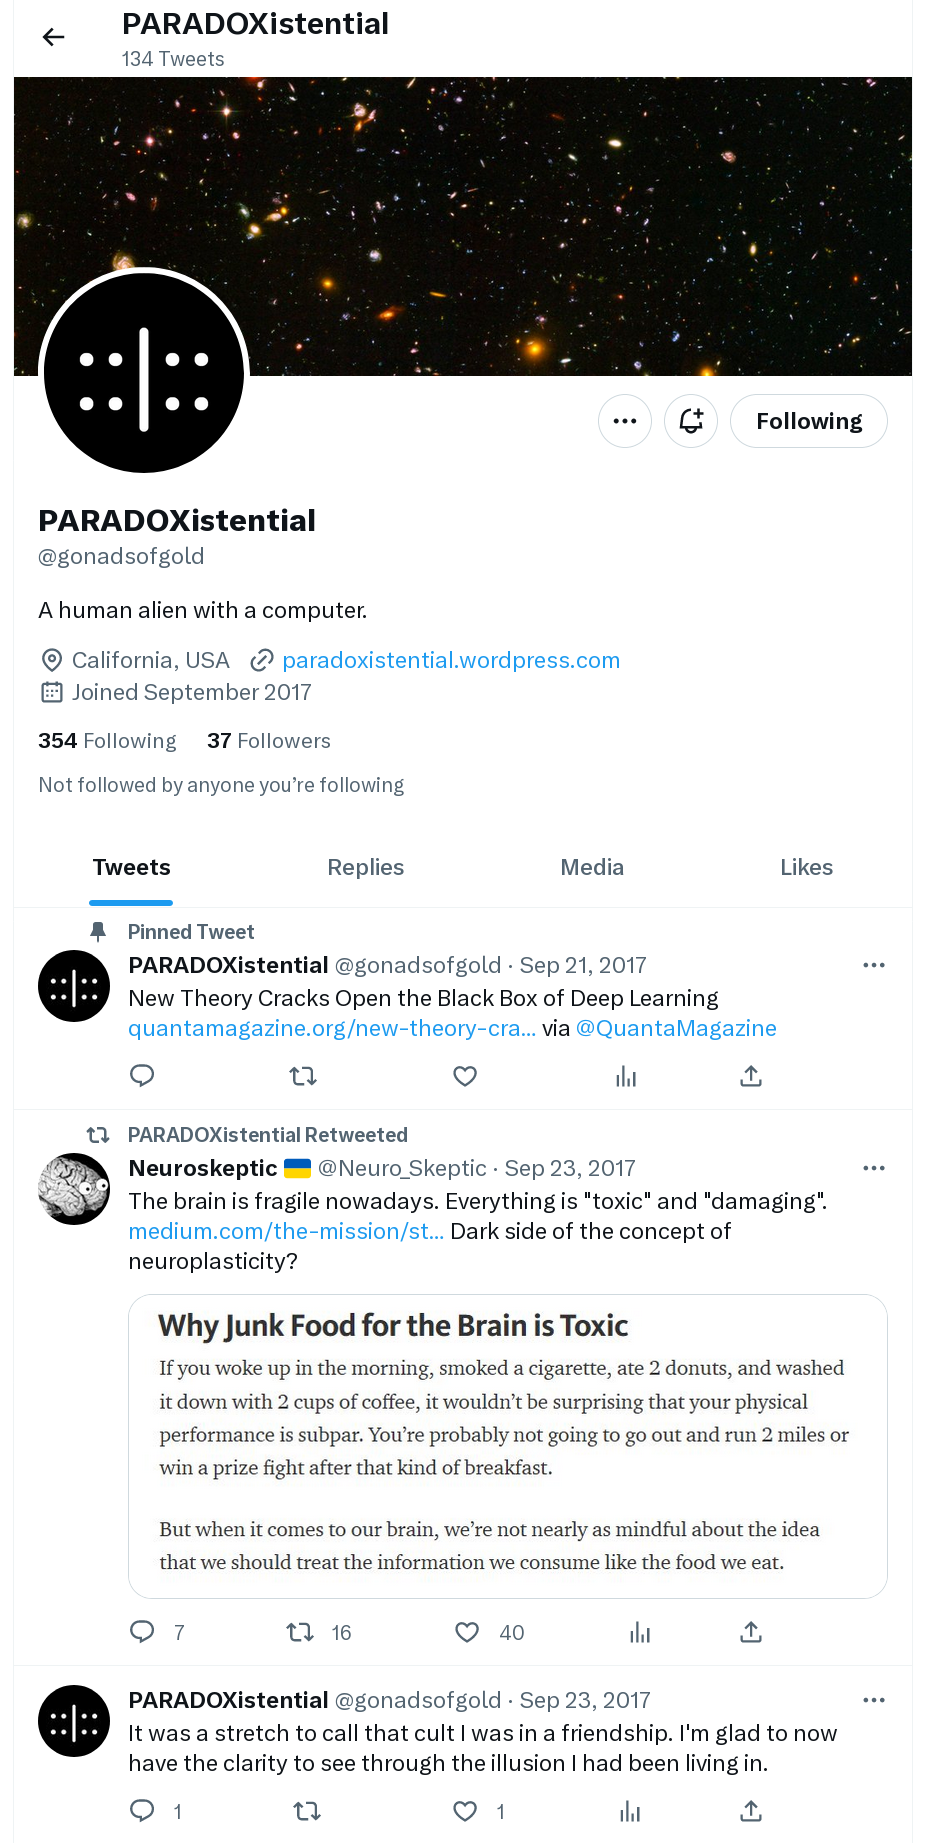 PARADOXistential
134 Tweets
Following
PARADOXistential
@gonadsofgold
A human alien with a computer.
California, USA paradoxistential.wordpress.com
Joined September 2017
354 Following 37 Followers
Not followed by anyone you’re following
Tweets Replies Media Likes
Pinned Tweet
PARADOXistential @gonadsofgold · Sep 21, 2017
New Theory Cracks Open the Black Box of Deep Learning
quantamagazine.org/new-theory-cra… via @QuantaMagazine
PARADOXistential Retweeted
Neuroskeptic 🇺🇦 @Neuro_Skeptic · Sep 23, 2017
The brain is fragile nowadays. Everything is "toxic" and "damaging".
medium.com/the-mission/st… Dark side of the concept of
neuroplasticity?
Why Junk Food for the Brain is Toxic
If you woke up in the morning, smoked a cigarette, ate 2 donuts, and washed
it down with 2 cups of coffee, it wouldn’t be surprising that your physical
performance is subpar. You’re probably not going to go out and run 2 miles or
win a prize fight after that kind of breakfast.
But when it comes to our brain, we’re not nearly as mindful about the idea
that we should treat the information we consume like the food we eat.
7 16 40
PARADOXistential @gonadsofgold · Sep 23, 2017
It was a stretch to call that cult I was in a friendship. I'm glad to now
have the clarity to see through the illusion I had been living in.
1 1